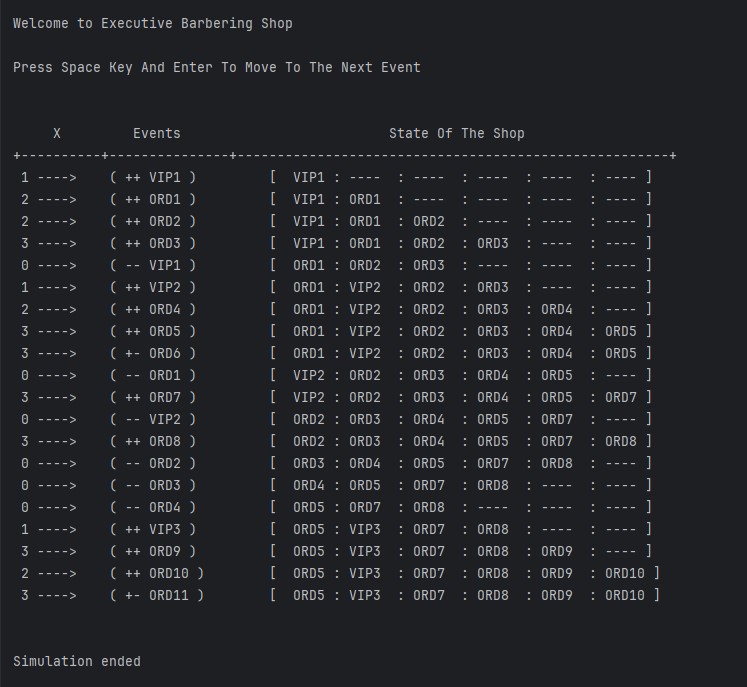 Welcome to Executive Barbering Shop
Press Space Key And Enter To Move To The Next Event
X Events State Of The Shop
+----------+---------------+------------------------------------------------------+
1 ----> ( ++ VIP1 ) [ VIP1 : ---- : ---- : ---- : ---- : ---- ]
2 ----> ( ++ ORD1 ) [ VIP1 : ORD1 : ---- : ---- : ---- : ---- ]
2 ----> ( ++ ORD2 ) [ VIP1 : ORD1 : ORD2 : ---- : ---- : ---- ]
3 ----> ( ++ ORD3 ) [ VIP1 : ORD1 : ORD2 : ORD3 : ---- : ---- ]
0 ----> ( -- VIP1 ) [ ORD1 : ORD2 : ORD3 : ---- : ---- : ---- ]
1 ----> ( ++ VIP2 ) [ ORD1 : VIP2 : ORD2 : ORD3 : ---- : ---- ]
2 ----> ( ++ ORD4 ) [ ORD1 : VIP2 : ORD2 : ORD3 : ORD4 : ---- ]
3 ----> ( ++ ORD5 ) [ ORD1 : VIP2 : ORD2 : ORD3 : ORD4 : ORD5 ]
3 ----> ( +- ORD6 ) [ ORD1 : VIP2 : ORD2 : ORD3 : ORD4 : ORD5 ]
0 ----> ( -- ORD1 ) [ VIP2 : ORD2 : ORD3 : ORD4 : ORD5 : ---- ]
3 ----> ( ++ ORD7 ) [ VIP2 : ORD2 : ORD3 : ORD4 : ORD5 : ORD7 ]
0 ----> ( -- VIP2 ) [ ORD2 : ORD3 : ORD4 : ORD5 : ORD7 : ---- ]
3 ----> ( ++ ORD8 ) [ ORD2 : ORD3 : ORD4 : ORD5 : ORD7 : ORD8 ]
0 ----> ( -- ORD2 ) [ ORD3 : ORD4 : ORD5 : ORD7 : ORD8 : ---- ]
0 ----> ( -- ORD3 ) [ ORD4 : ORD5 : ORD7 : ORD8 : ---- : ---- ]
0 ----> ( -- ORD4 ) [ ORD5 : ORD7 : ORD8 : ---- : ---- : ---- ]
1 ----> ( ++ VIP3 ) [ ORD5 : VIP3 : ORD7 : ORD8 : ---- : ---- ]
3 ----> ( ++ ORD9 ) [ ORD5 : VIP3 : ORD7 : ORD8 : ORD9 : ---- ]
2 ----> ( ++ ORD10 ) [ ORD5 : VIP3 : ORD7 : ORD8 : ORD9 : ORD10 ]
3 ----> ( +- ORD11 ) [ ORD5 : VIP3 : ORD7 : ORD8 : ORD9 : ORD10 ]
Simulation ended